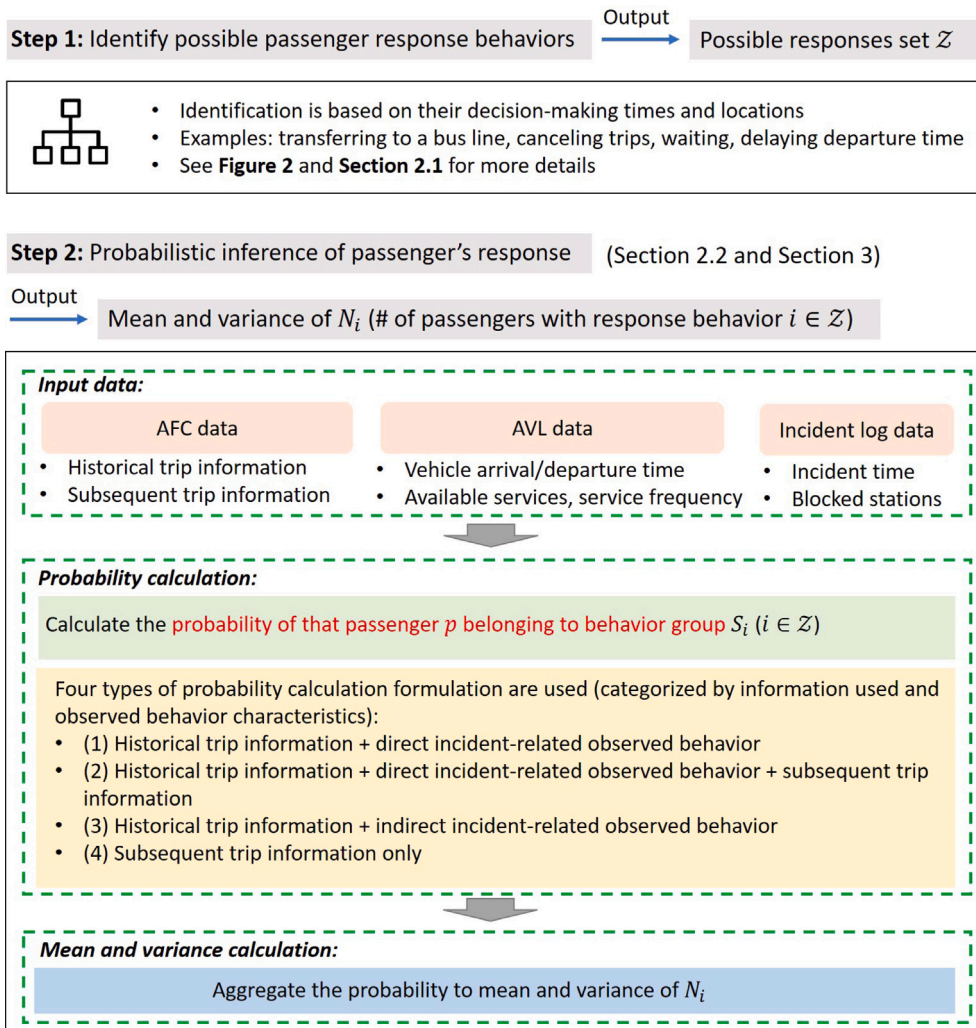 Output
Step 1: Identify possible passenger response behaviors
Possible responses set 𝒵
• Identification is based on their decision-making times and locations
• Examples: transferring to a bus line, canceling trips, waiting, delaying departure time
• See Figure 2 and Section 2.1 for more details
Step 2: Probabilistic inference of passenger's response (Section 2.2 and Section 3)
Output
Mean and variance of Nᵢ (# of passengers with response behavior i ∈ 𝒵)
Input data:
AFC data
• Historical trip information
• Subsequent trip information
AVL data
• Vehicle arrival/departure time
• Available services, service frequency
Incident log data
• Incident time
• Blocked stations
Probability calculation:
Calculate the probability of that passenger p belonging to behavior group Sᵢ (i ∈ 𝒵)
Four types of probability calculation formulation are used (categorized by information used and
observed behavior characteristics):
• (1) Historical trip information + direct incident-related observed behavior
• (2) Historical trip information + direct incident-related observed behavior + subsequent trip
information
• (3) Historical trip information + indirect incident-related observed behavior
• (4) Subsequent trip information only
Mean and variance calculation:
Aggregate the probability to mean and variance of Nᵢ